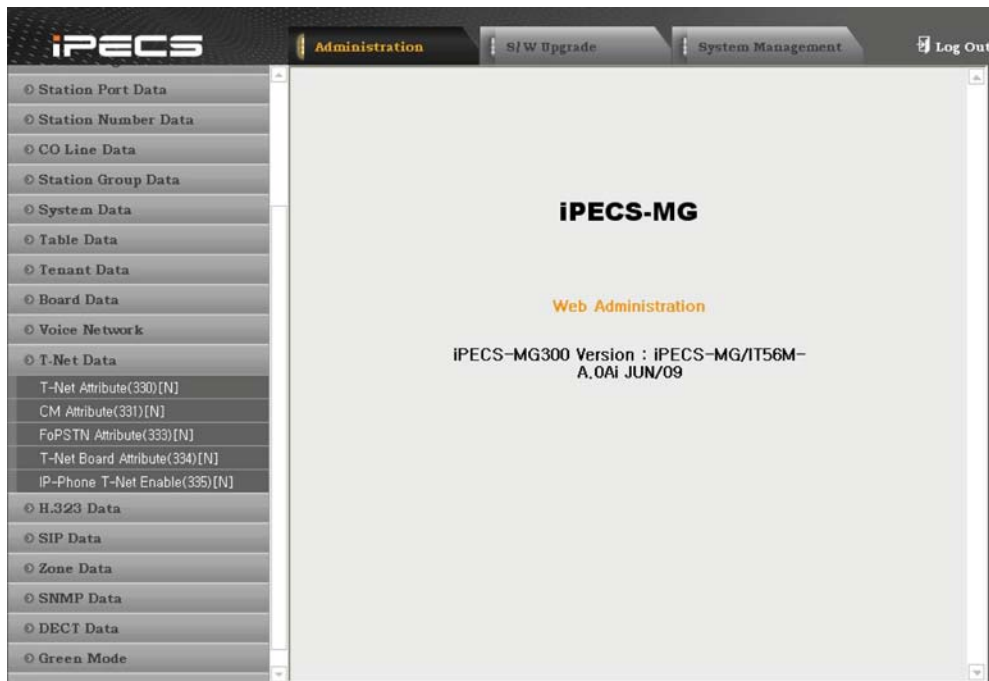 iPECS
Administration
S/W Upgrade
System Management
Log Out
Station Port Data
Station Number Data
CO Line Data
Station Group Data
System Data
Table Data
Tenant Data
Board Data
Voice Network
T-Net Data
T-Net Attribute(330)[N]
CM Attribute(331)[N]
FoPSTN Attribute(333)[N]
T-Net Board Attribute(334)[N]
IP-Phone T-Net Enable(335)[N]
H.323 Data
SIP Data
Zone Data
SNMP Data
DECT Data
Green Mode
iPECS-MG
Web Administration
iPECS-MG300 Version : iPECS-MG/IT56M-
A.0Ai JUN/09